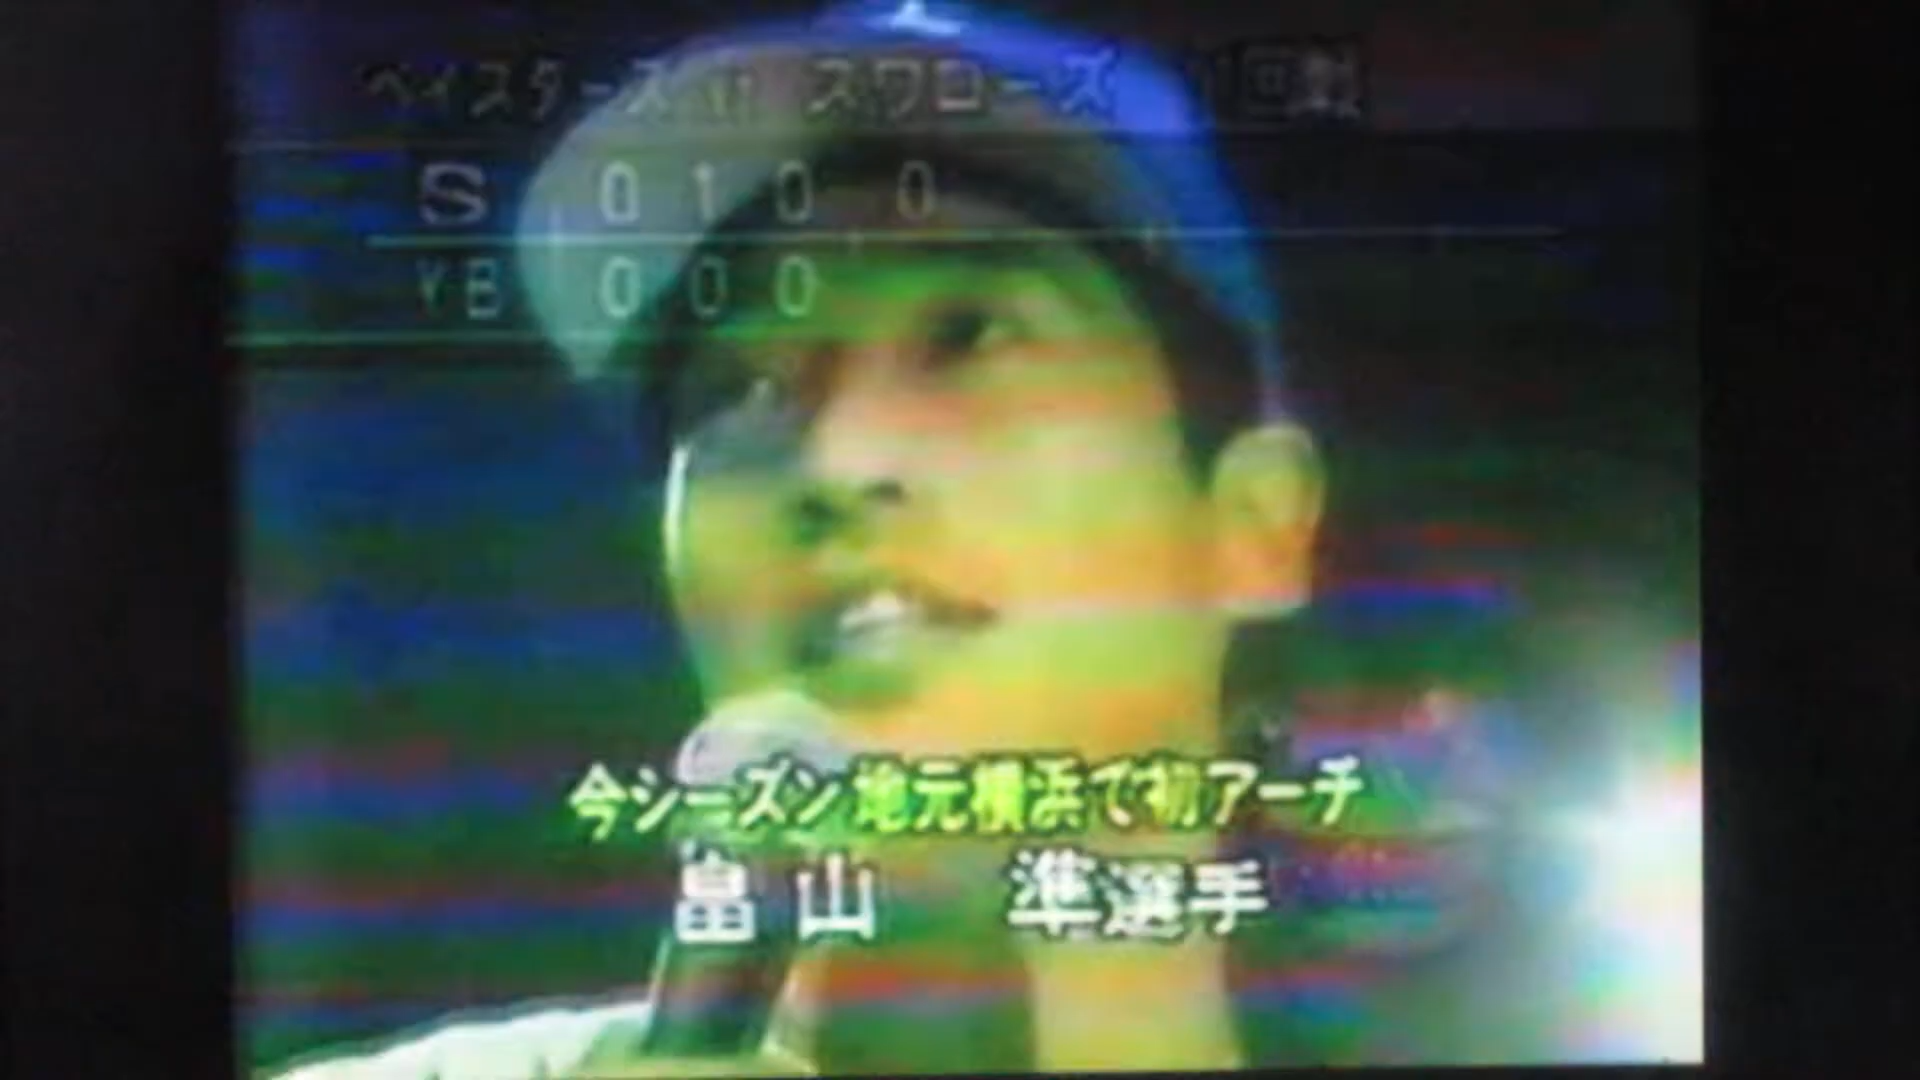 ベイスターズ スワローズ 回戦
S 0 1 0 0
YB 0 0 0
今シーズン地元横浜で初アーチ
畠山 準選手